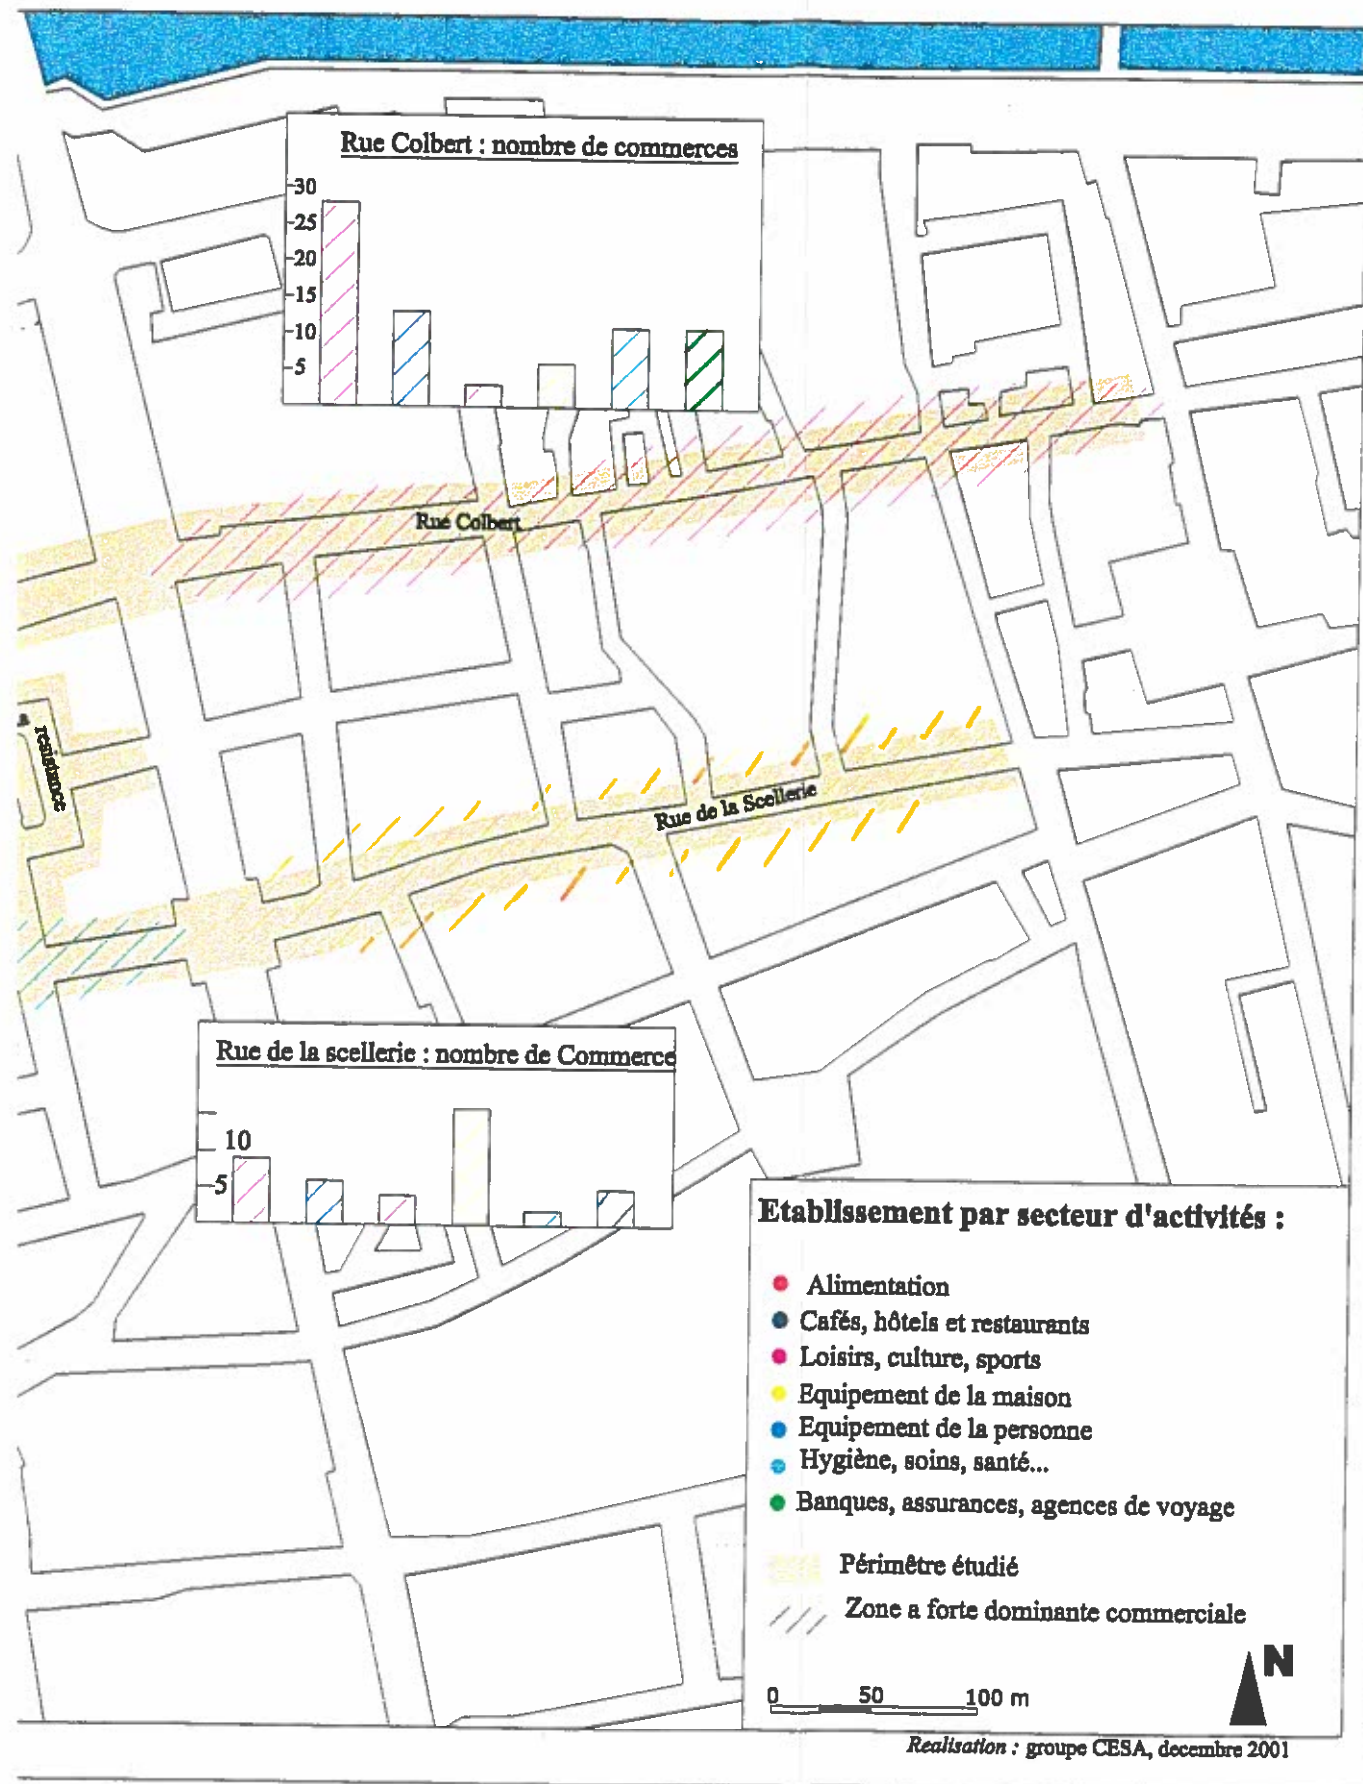 Rue Colbert : nombre de commerces
30
25
20
15
10
5
Rue Colbert
a resistance
Rue de la Scellerie
Rue de la scellerie : nombre de Commerce
10
5
Etablissement par secteur d'activités :
Alimentation
Cafés, hôtels et restaurants
Loisirs, culture, sports
Equipement de la maison
Equipement de la personne
Hygiène, soins, santé...
Banques, assurances, agences de voyage
Périmêtre étudié
Zone a forte dominante commerciale
N
0 50 100 m
Realisation : groupe CESA, decembre 2001